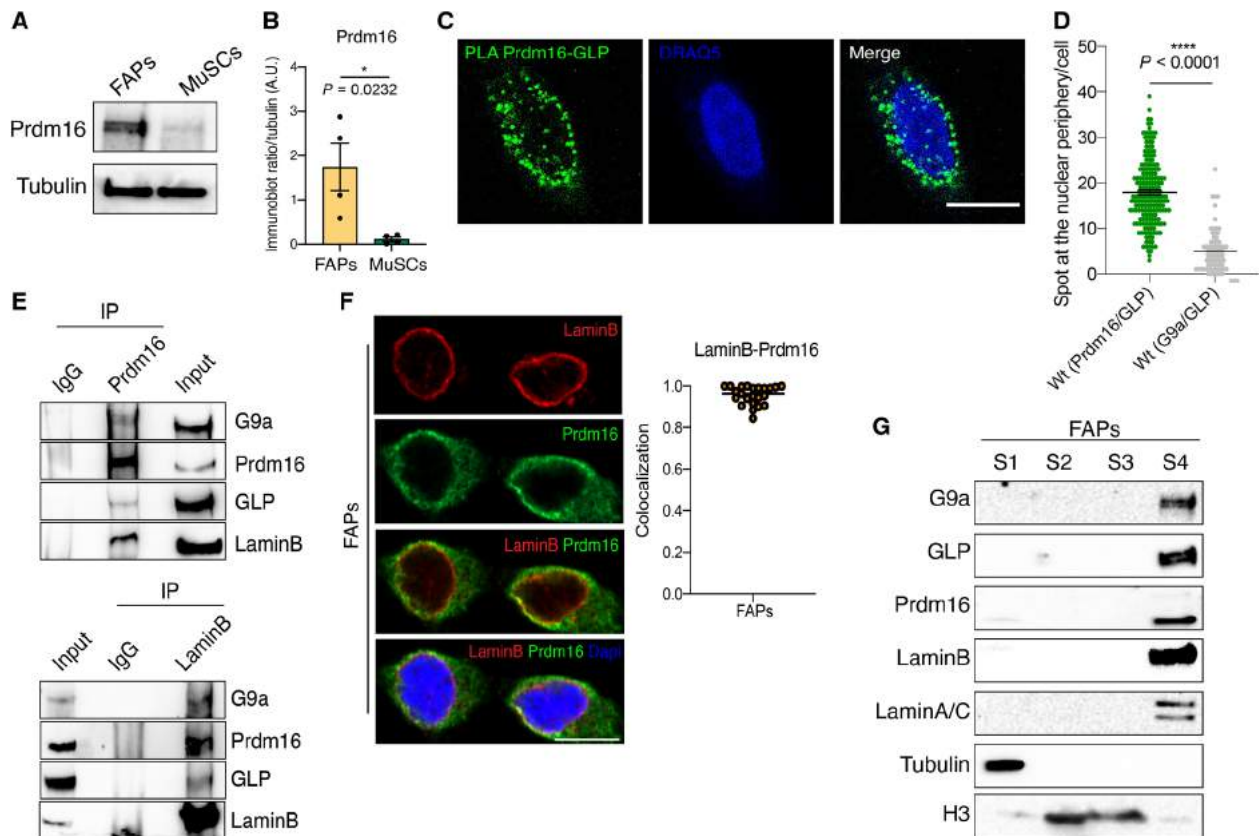 A
FAPs
MuSCs
Prdm16
Tubulin
B
Prdm16
*
P = 0.0232
Immunoblot ratio/tubulin (A.U.)
4
3
2
1
0
FAPs
MuSCs
C
PLA Prdm16-GLP
DRAQ5
Merge
D
****
P < 0.0001
Spot at the nuclear periphery/cell
50
40
30
20
10
0
Wt (Prdm16/GLP)
Wt (G9a/GLP)
E
IP
IgG
Prdm16
Input
G9a
Prdm16
GLP
LaminB
IP
Input
IgG
LaminB
G9a
Prdm16
GLP
LaminB
F
FAPs
LaminB
Prdm16
LaminB Prdm16
LaminB Prdm16 Dapi
LaminB-Prdm16
Colocalization
1.0
0.8
0.6
0.4
0.2
0.0
FAPs
G
FAPs
S1 S2 S3 S4
G9a
GLP
Prdm16
LaminB
LaminA/C
Tubulin
H3